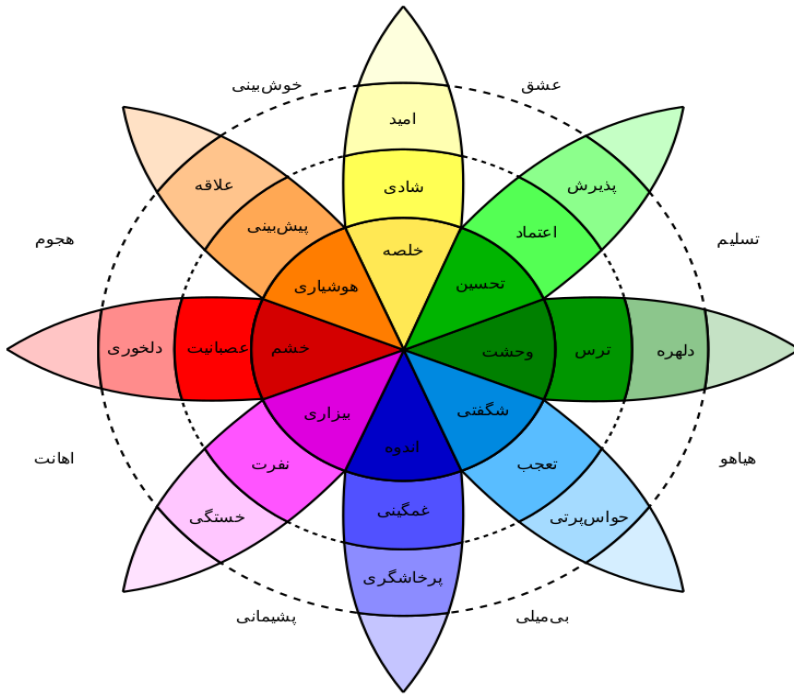 عشق
خوش‌بینی
امید
پذیرش
علاقه
شادی
اعتماد
پیش‌بینی
تسلیم
هجوم
خلصه
تحسین
هوشیاری
دلهره
ترس
وحشت
خشم
عصبانیت
دلخوری
شگفتی
بیزاری
اندوه
هیاهو
تعجب
نفرت
اهانت
حواس‌پرتی
غمگینی
خستگی
پرخاشگری
بی‌میلی
پشیمانی